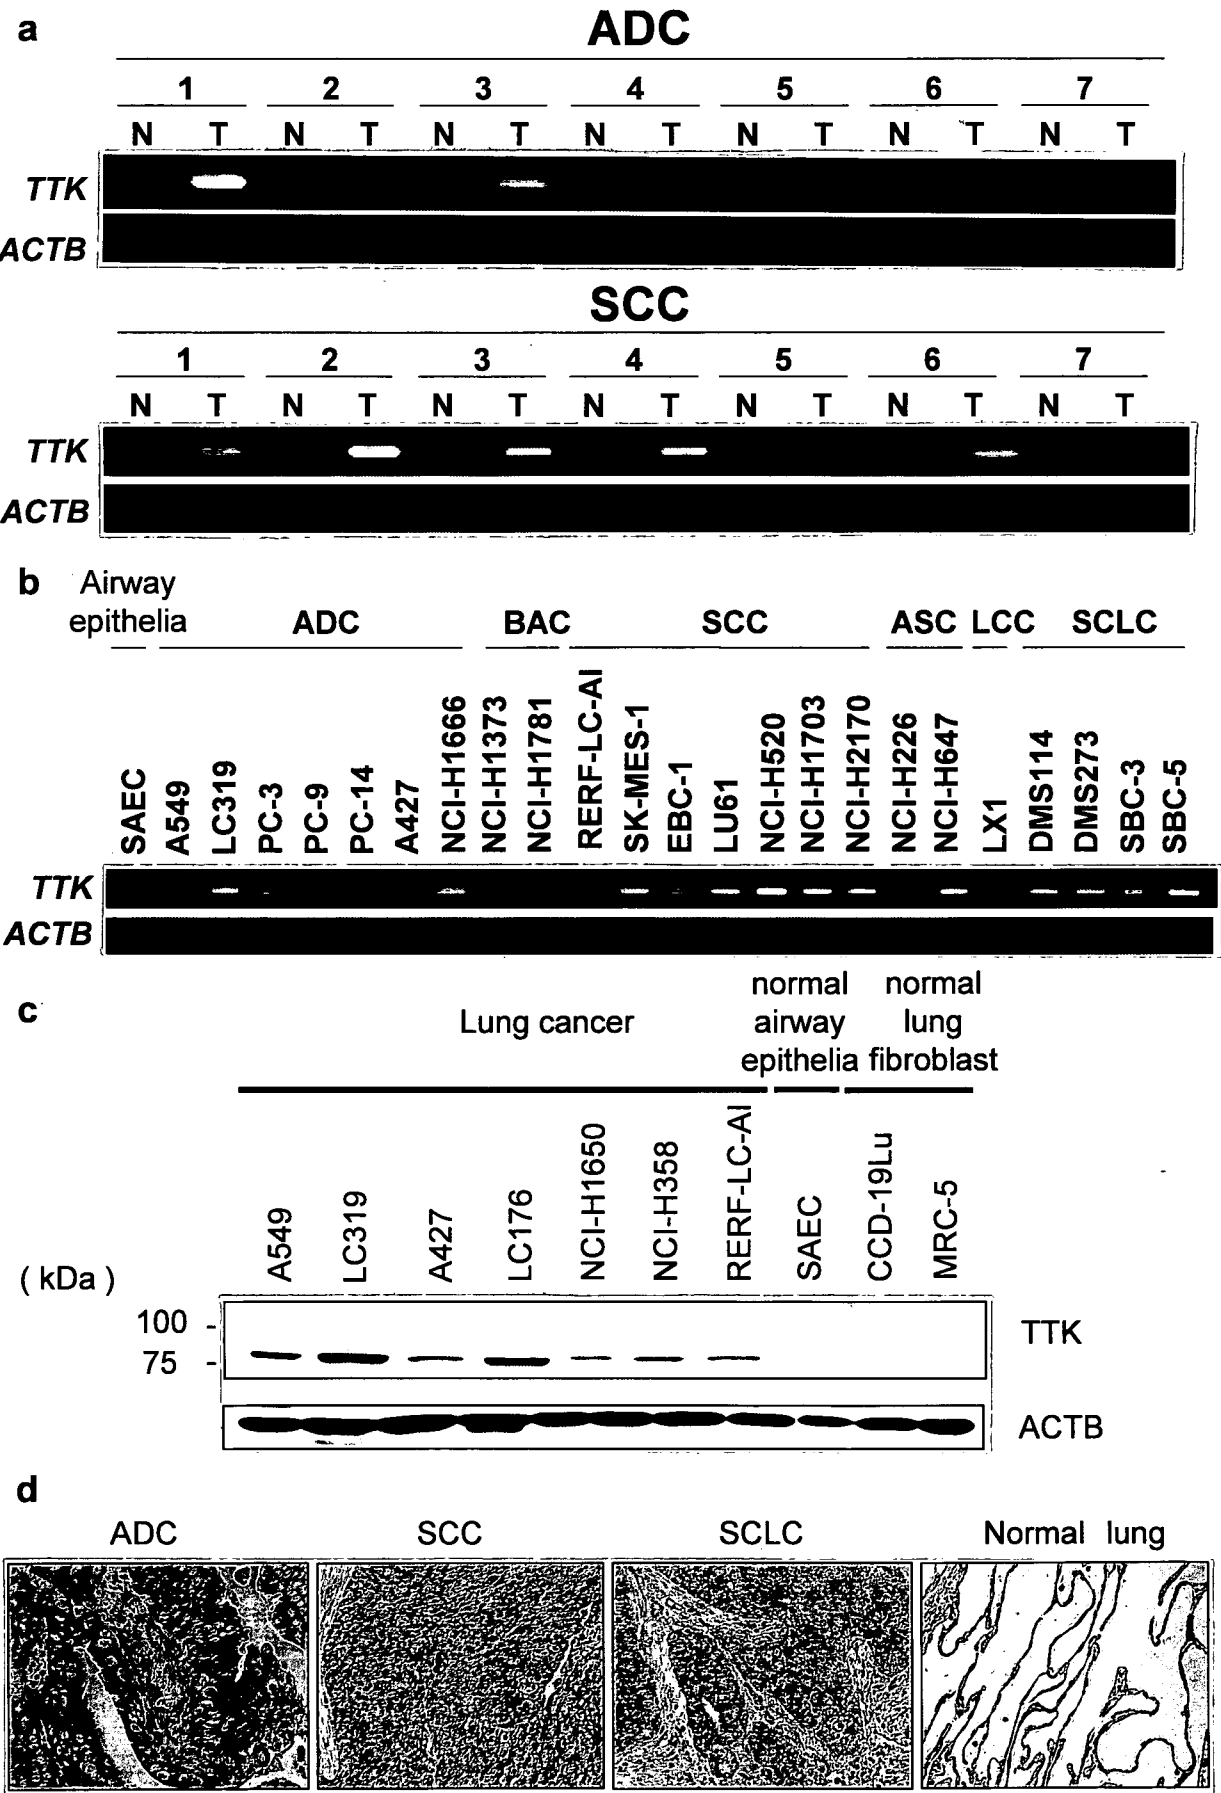 a
ADC
1 2 3 4 5 6 7
N T N T N T N T N T N T N T
TTK
ACTB
SCC
1 2 3 4 5 6 7
N T N T N T N T N T N T N T
TTK
ACTB
b
Airway
epithelia ADC BAC SCC ASC LCC SCLC
SAEC A549 LC319 PC-3 PC-9 PC-14 A427 NCI-H1666 NCI-H1373 NCI-H1781 RERF-LC-AI SK-MES-1 EBC-1 LU61 NCI-H520 NCI-H1703 NCI-H2170 NCI-H226 NCI-H647 LX1 DMS114 DMS273 SBC-3 SBC-5
TTK
ACTB
c
normal normal
Lung cancer airway lung
epithelia fibroblast
A549 LC319 A427 LC176 NCI-H1650 NCI-H358 RERF-LC-AI SAEC CCD-19Lu MRC-5
( kDa )
100 -
TTK
75 -
ACTB
d
ADC SCC SCLC Normal lung